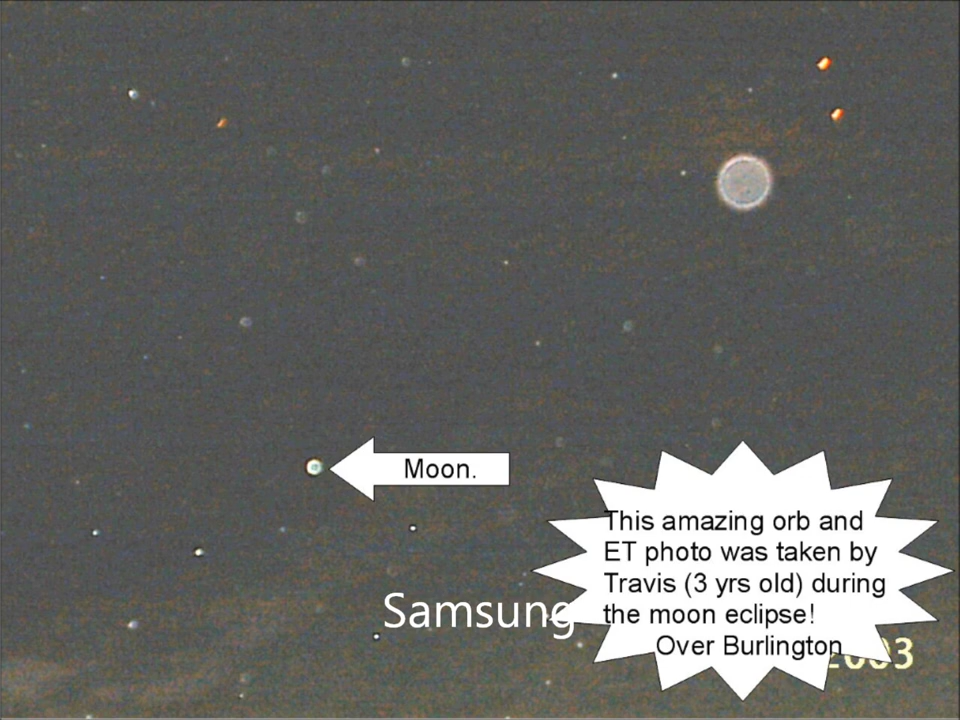 Moon.
This amazing orb and
ET photo was taken by
Travis (3 yrs old) during
the moon eclipse!
Over Burlington
Samsung
2003